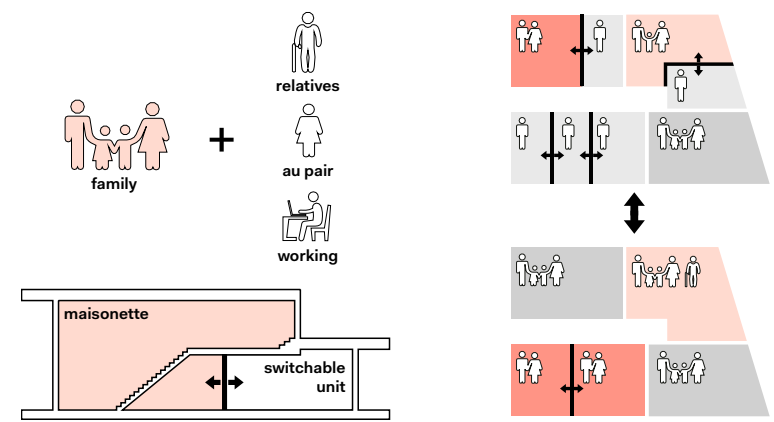 relatives
+
family
au pair
working
maisonette
switchable
unit